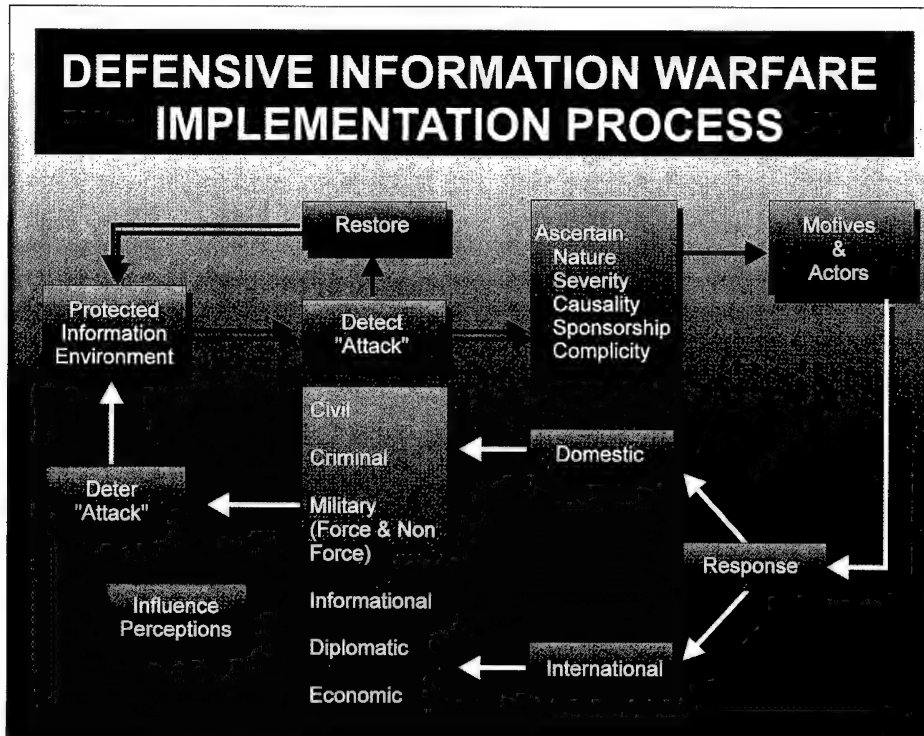 DEFENSIVE INFORMATION WARFARE
IMPLEMENTATION PROCESS
Restore
Protected
Information
Environment
Detect
"Attack"
Ascertain
Nature
Severity
Causality
Sponsorship
Complicity
Motives
&
Actors
Civil
Criminal
Military
(Force & Non
Force)
Informational
Diplomatic
Economic
Domestic
Response
International
Deter
"Attack"
Influence
Perceptions